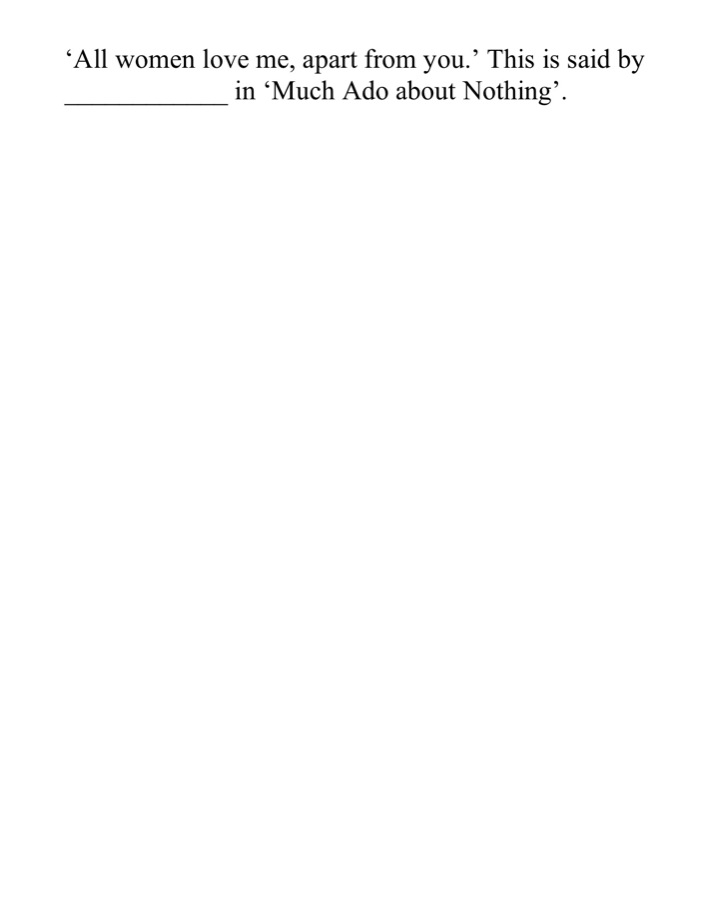 ‘All women love me, apart from you.’ This is said by
____________ in ‘Much Ado about Nothing’.